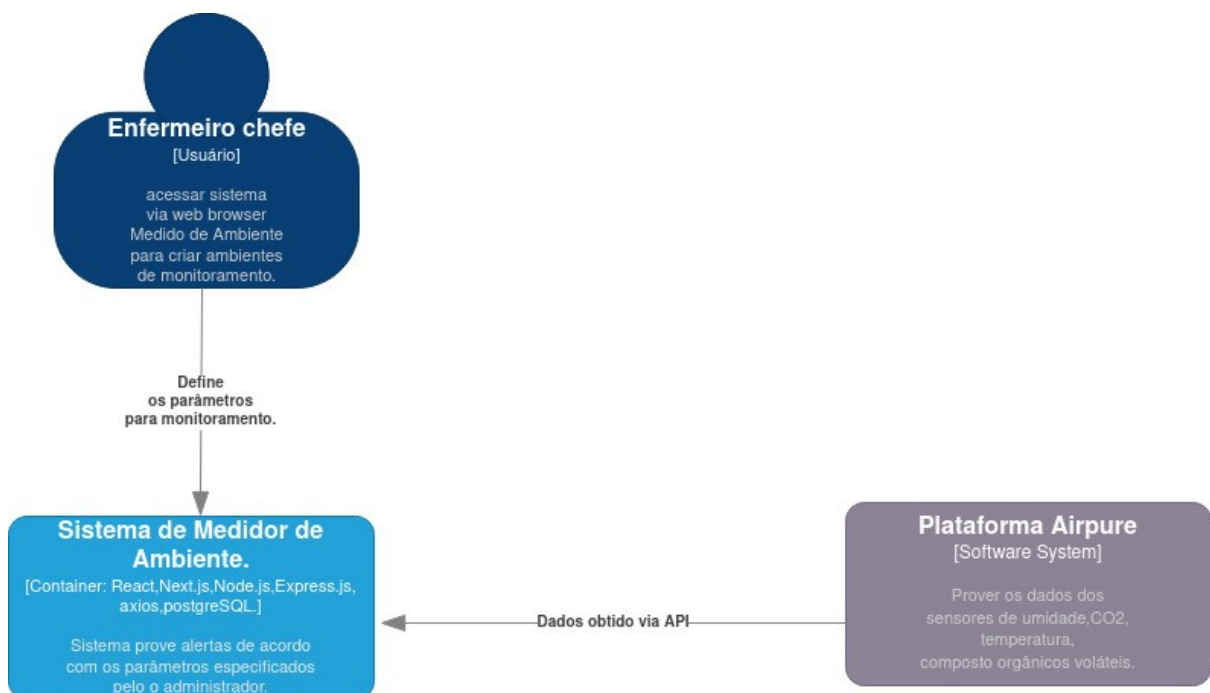 Enfermeiro chefe
[Usuário]
acessar sistema
via web browser
Medido de Ambiente
para criar ambientes
de monitoramento.
Define
os parâmetros
para monitoramento.
Sistema de Medidor de
Ambiente.
[Container: React,Next.js,Node.js,Express.js,
axios,postgreSQL.]
Sistema prove alertas de acordo
com os parâmetros especificados
pelo o administrador.
Dados obtido via API
Plataforma Airpure
[Software System]
Prover os dados dos
sensores de umidade,CO2,
temperatura,
composto orgânicos voláteis.